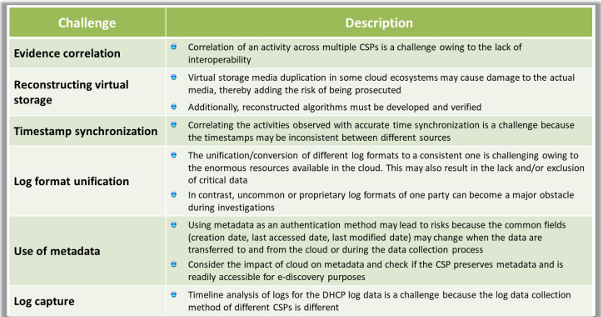 Challenge
Description
Evidence correlation
Correlation of an activity across multiple CSPs is a challenge owing to the lack of
interoperability
Reconstructing virtual
storage
Virtual storage media duplication in some cloud ecosystems may cause damage to the actual
media, thereby adding the risk of being prosecuted
Additionally, reconstructed algorithms must be developed and verified
Timestamp synchronization
Correlating the activities observed with accurate time synchronization is a challenge because
the timestamps may be inconsistent between different sources
Log format unification
The unification/conversion of different log formats to a consistent one is challenging owing to
the enormous resources available in the cloud. This may also result in the lack and/or exclusion
of critical data
In contrast, uncommon or proprietary log formats of one party can become a major obstacle
during investigations
Use of metadata
Using metadata as an authentication method may lead to risks because the common fields
(creation date, last accessed date, last modified date) may change when the data are
transferred to and from the cloud or during the data collection process
Consider the impact of cloud on metadata and check if the CSP preserves metadata and is
readily accessible for e-discovery purposes
Log capture
Timeline analysis of logs for the DHCP log data is a challenge because the log data collection
method of different CSPs is different